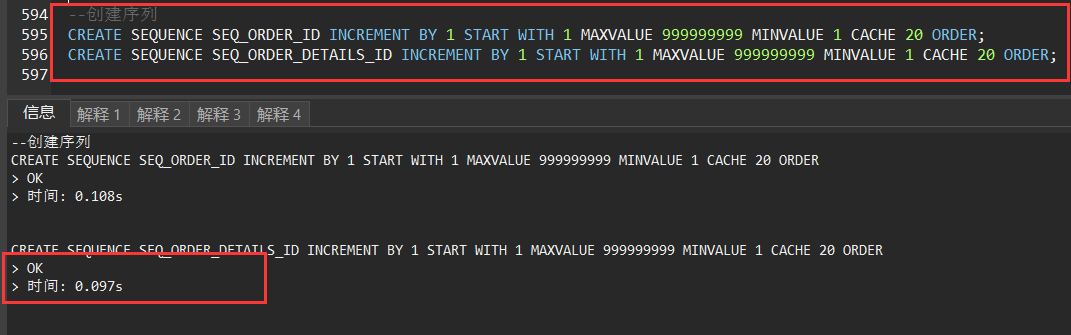 594 --创建序列
595 CREATE SEQUENCE SEQ_ORDER_ID INCREMENT BY 1 START WITH 1 MAXVALUE 999999999 MINVALUE 1 CACHE 20 ORDER;
596 CREATE SEQUENCE SEQ_ORDER_DETAILS_ID INCREMENT BY 1 START WITH 1 MAXVALUE 999999999 MINVALUE 1 CACHE 20 ORDER;
597
信息 解释 1 解释 2 解释 3 解释 4
--创建序列
CREATE SEQUENCE SEQ_ORDER_ID INCREMENT BY 1 START WITH 1 MAXVALUE 999999999 MINVALUE 1 CACHE 20 ORDER
> OK
> 时间: 0.108s
CREATE SEQUENCE SEQ_ORDER_DETAILS_ID INCREMENT BY 1 START WITH 1 MAXVALUE 999999999 MINVALUE 1 CACHE 20 ORDER
> OK
> 时间: 0.097s